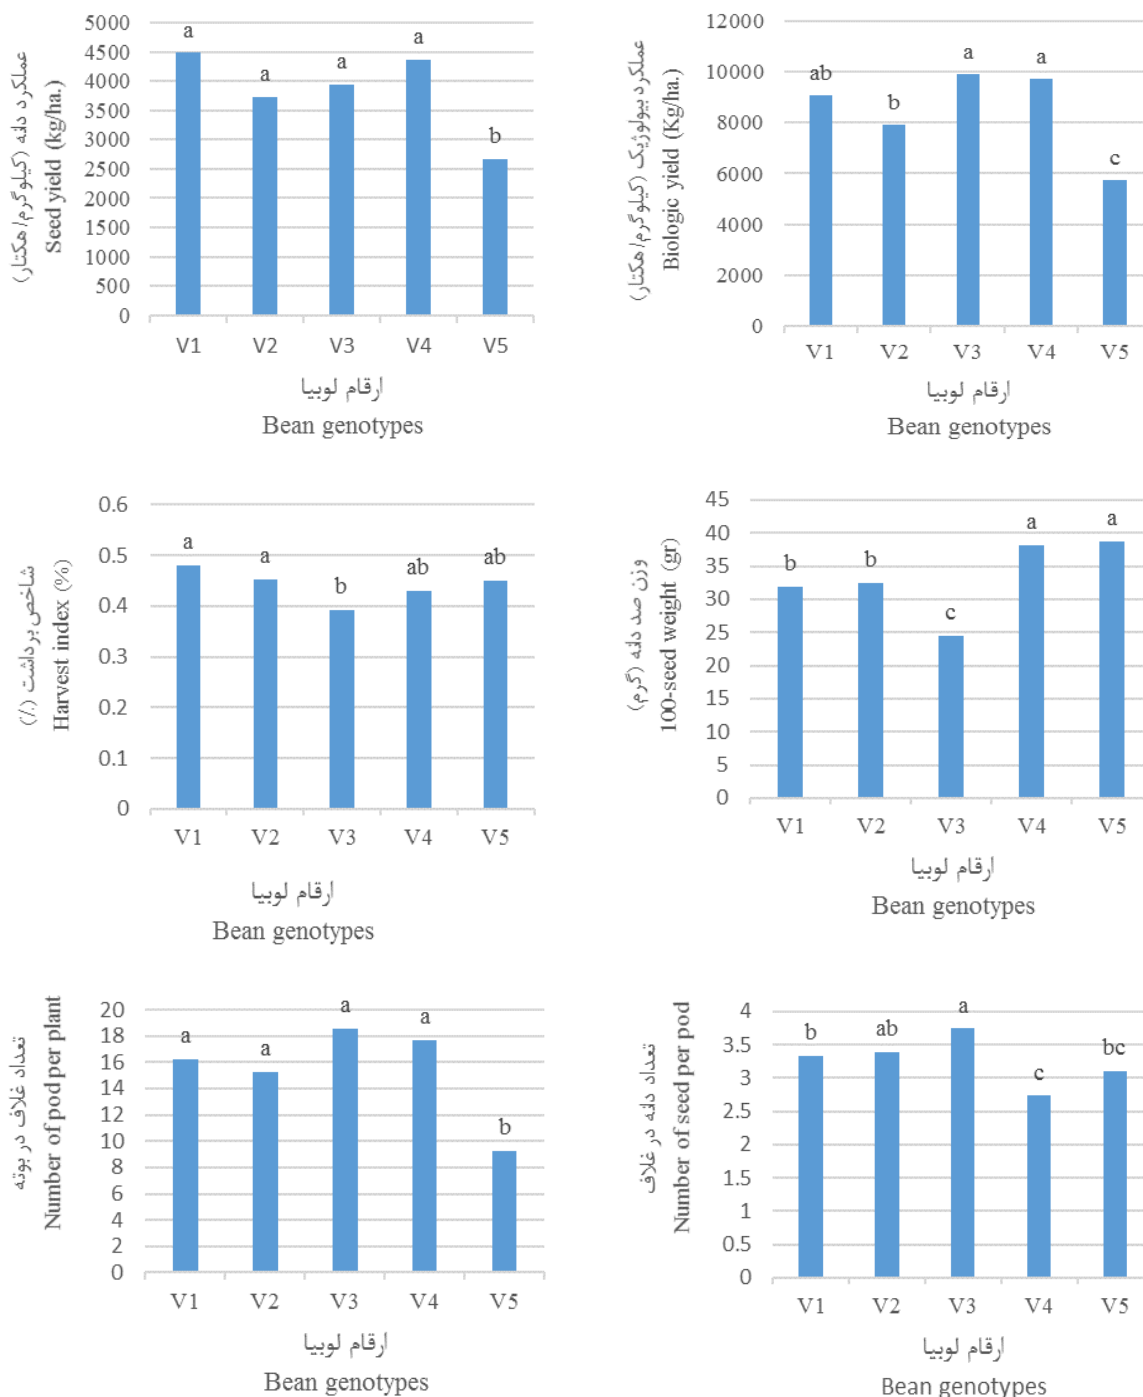 عملکرد دانه (کیلوگرم/هکتار)
Seed yield (kg/ha.)
5000
4500
4000
3500
3000
2500
2000
1500
1000
500
0
a
a
a
a
b
V1
V2
V3
V4
V5
ارقام لوبیا
Bean genotypes
عملکرد بیولوژیک (کیلوگرم/هکتار)
Biologic yield (Kg/ha.)
12000
10000
8000
6000
4000
2000
0
ab
b
a
a
c
V1
V2
V3
V4
V5
ارقام لوبیا
Bean genotypes
شاخص برداشت (٪)
Harvest index (%)
0.6
0.5
0.4
0.3
0.2
0.1
0
a
a
b
ab
ab
V1
V2
V3
V4
V5
ارقام لوبیا
Bean genotypes
وزن صد دانه (گرم)
100-seed weight (gr)
45
40
35
30
25
20
15
10
5
0
b
b
c
a
a
V1
V2
V3
V4
V5
ارقام لوبیا
Bean genotypes
تعداد غلاف در بوته
Number of pod per plant
20
18
16
14
12
10
8
6
4
2
0
a
a
a
a
b
V1
V2
V3
V4
V5
ارقام لوبیا
Bean genotypes
تعداد دانه در غلاف
Number of seed per pod
4
3.5
3
2.5
2
1.5
1
0.5
0
b
ab
a
c
bc
V1
V2
V3
V4
V5
ارقام لوبیا
Bean genotypes